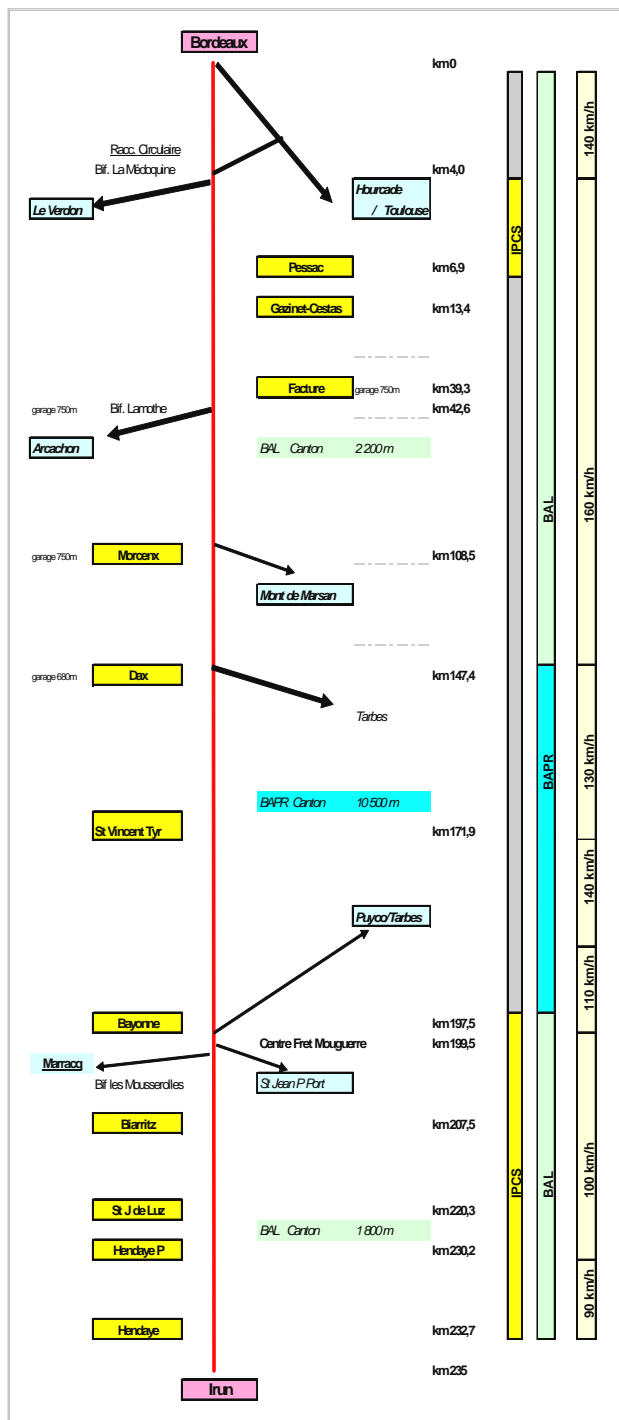 Bordeaux
km0
Racc. Circulaire
Bif. La Médoquine
km4,0
Le Verdon
Hourcade
/ Toulouse
Pessac
km6,9
Gazinet-Cestas
km13,4
Facture
garage 750m
km39,3
garage 750m
Bif. Lamothe
km42,6
Arcachon
BAL Canton 2 200 m
garage 750m
Morcenx
km108,5
Mont de Marsan
garage 680m
Dax
km147,4
Tarbes
BAPR Canton 10 500 m
St Vincent Tyr
km171,9
Puyoo/Tarbes
Bayonne
km197,5
Centre Fret Mouguerre
km199,5
Marracq
Bif les Mousserolles
St Jean P Port
Biarritz
km207,5
St J de Luz
km220,3
BAL Canton 1 800 m
Hendaye P
km230,2
Hendaye
km232,7
km235
Irun
IPCS
IPCS
BAL
BAPR
BAL
140 km/h
160 km/h
130 km/h
140 km/h
110 km/h
100 km/h
90 km/h